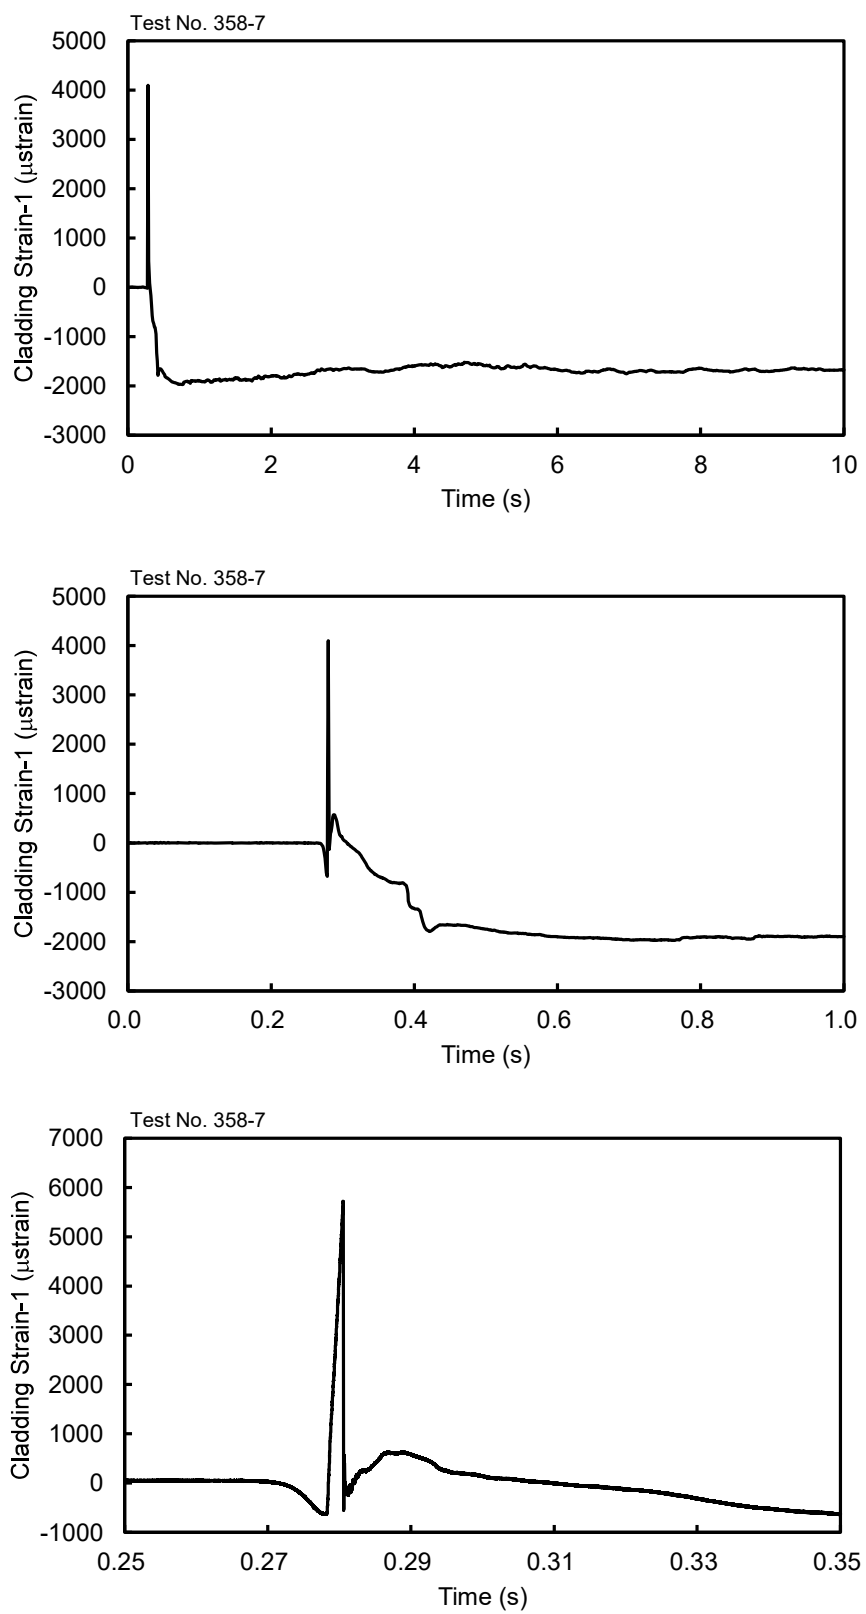 Test No. 358-7
5000
4000
3000
2000
1000
0
-1000
-2000
-3000
Cladding Strain-1 (μstrain)
0 2 4 6 8 10
Time (s)
Test No. 358-7
5000
4000
3000
2000
1000
0
-1000
-2000
-3000
Cladding Strain-1 (μstrain)
0.0 0.2 0.4 0.6 0.8 1.0
Time (s)
Test No. 358-7
7000
6000
5000
4000
3000
2000
1000
0
-1000
Cladding Strain-1 (μstrain)
0.25 0.27 0.29 0.31 0.33 0.35
Time (s)